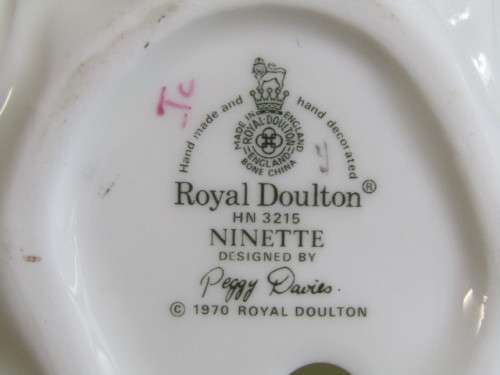 Tc
Hand made and hand decorated
MADE IN ENGLAND
ROYAL·DOULTON
ENGLAND
BONE CHINA
Royal Doulton®
HN 3215
NINETTE
DESIGNED BY
Peggy Davies.
© 1970 ROYAL DOULTON